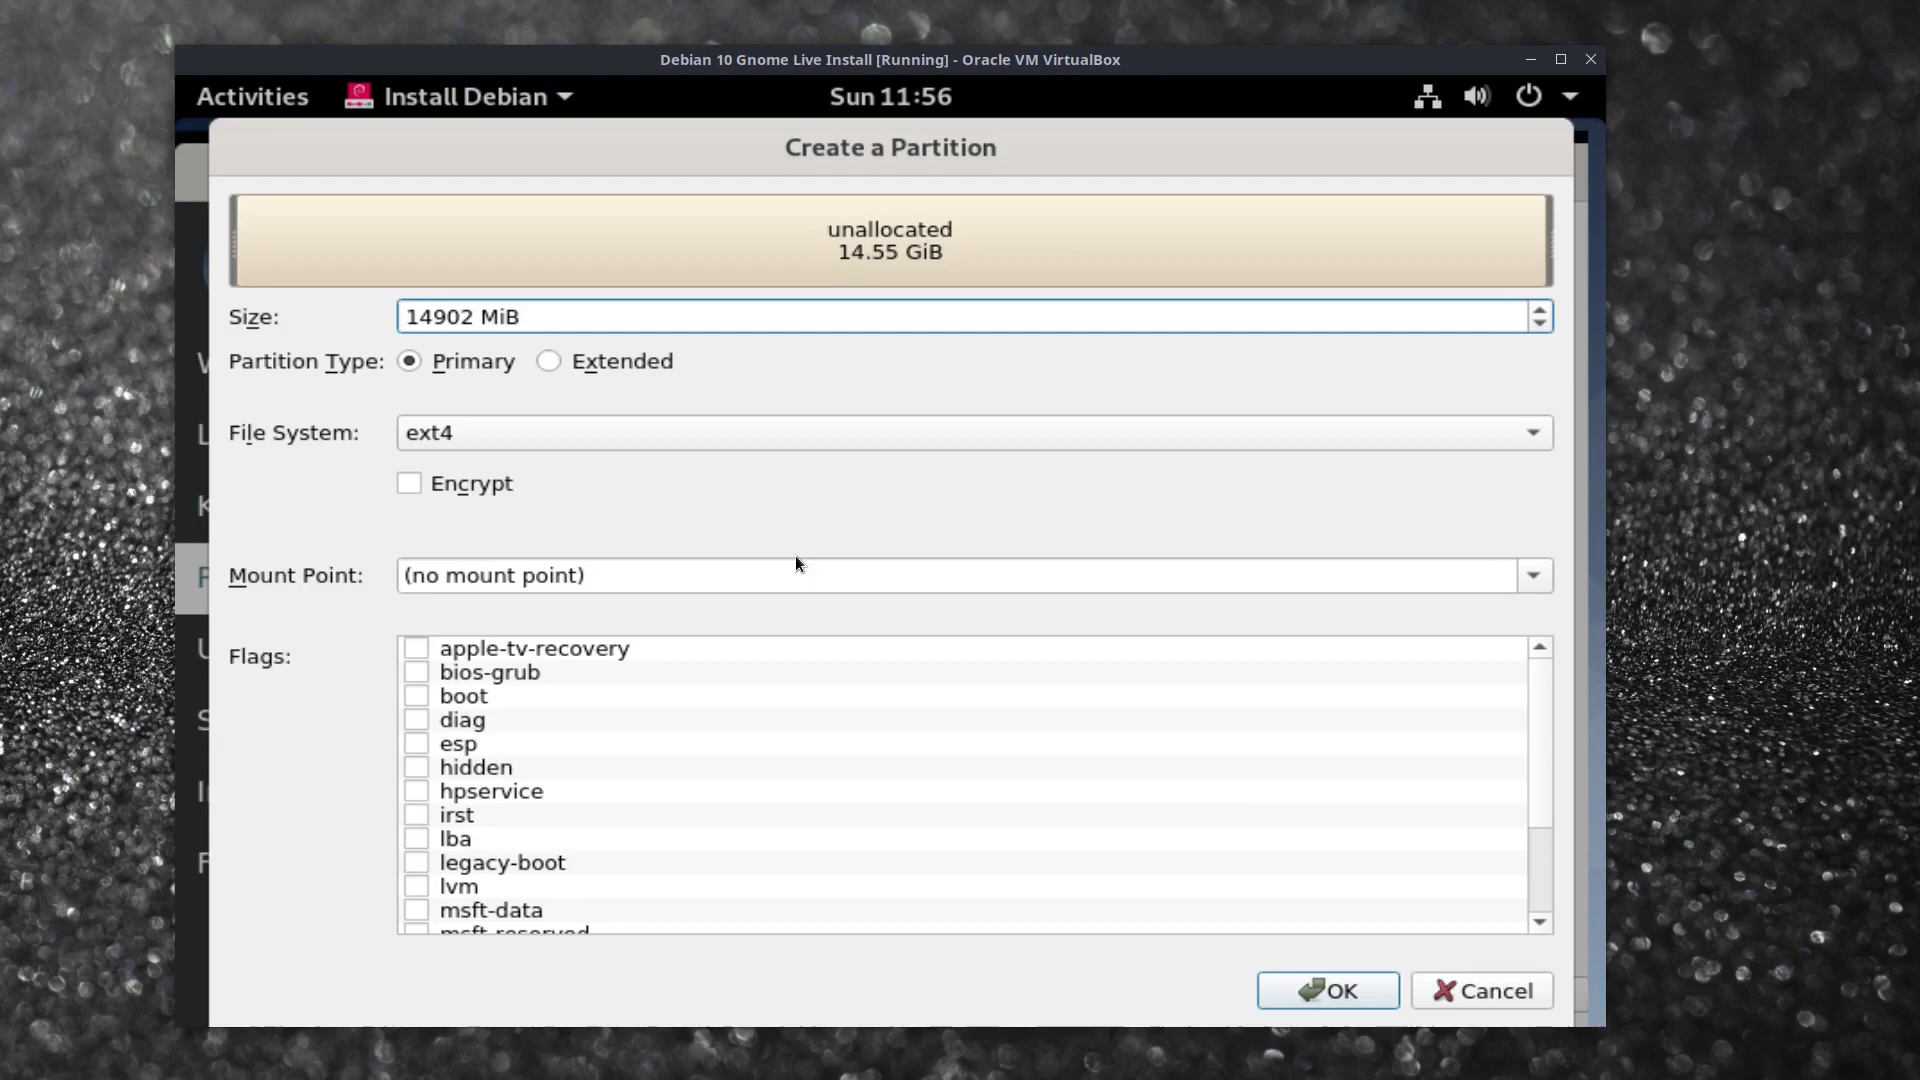 Debian 10 Gnome Live Install [Running] - Oracle VM VirtualBox
Activities Install Debian Sun 11:56
Create a Partition
unallocated
14.55 GiB
Size: 14902 MiB
Partition Type: Primary Extended
File System: ext4
Encrypt
Mount Point: (no mount point)
Flags:
apple-tv-recovery
bios-grub
boot
diag
esp
hidden
hpservice
irst
lba
legacy-boot
lvm
msft-data
msft-reserved
OK Cancel